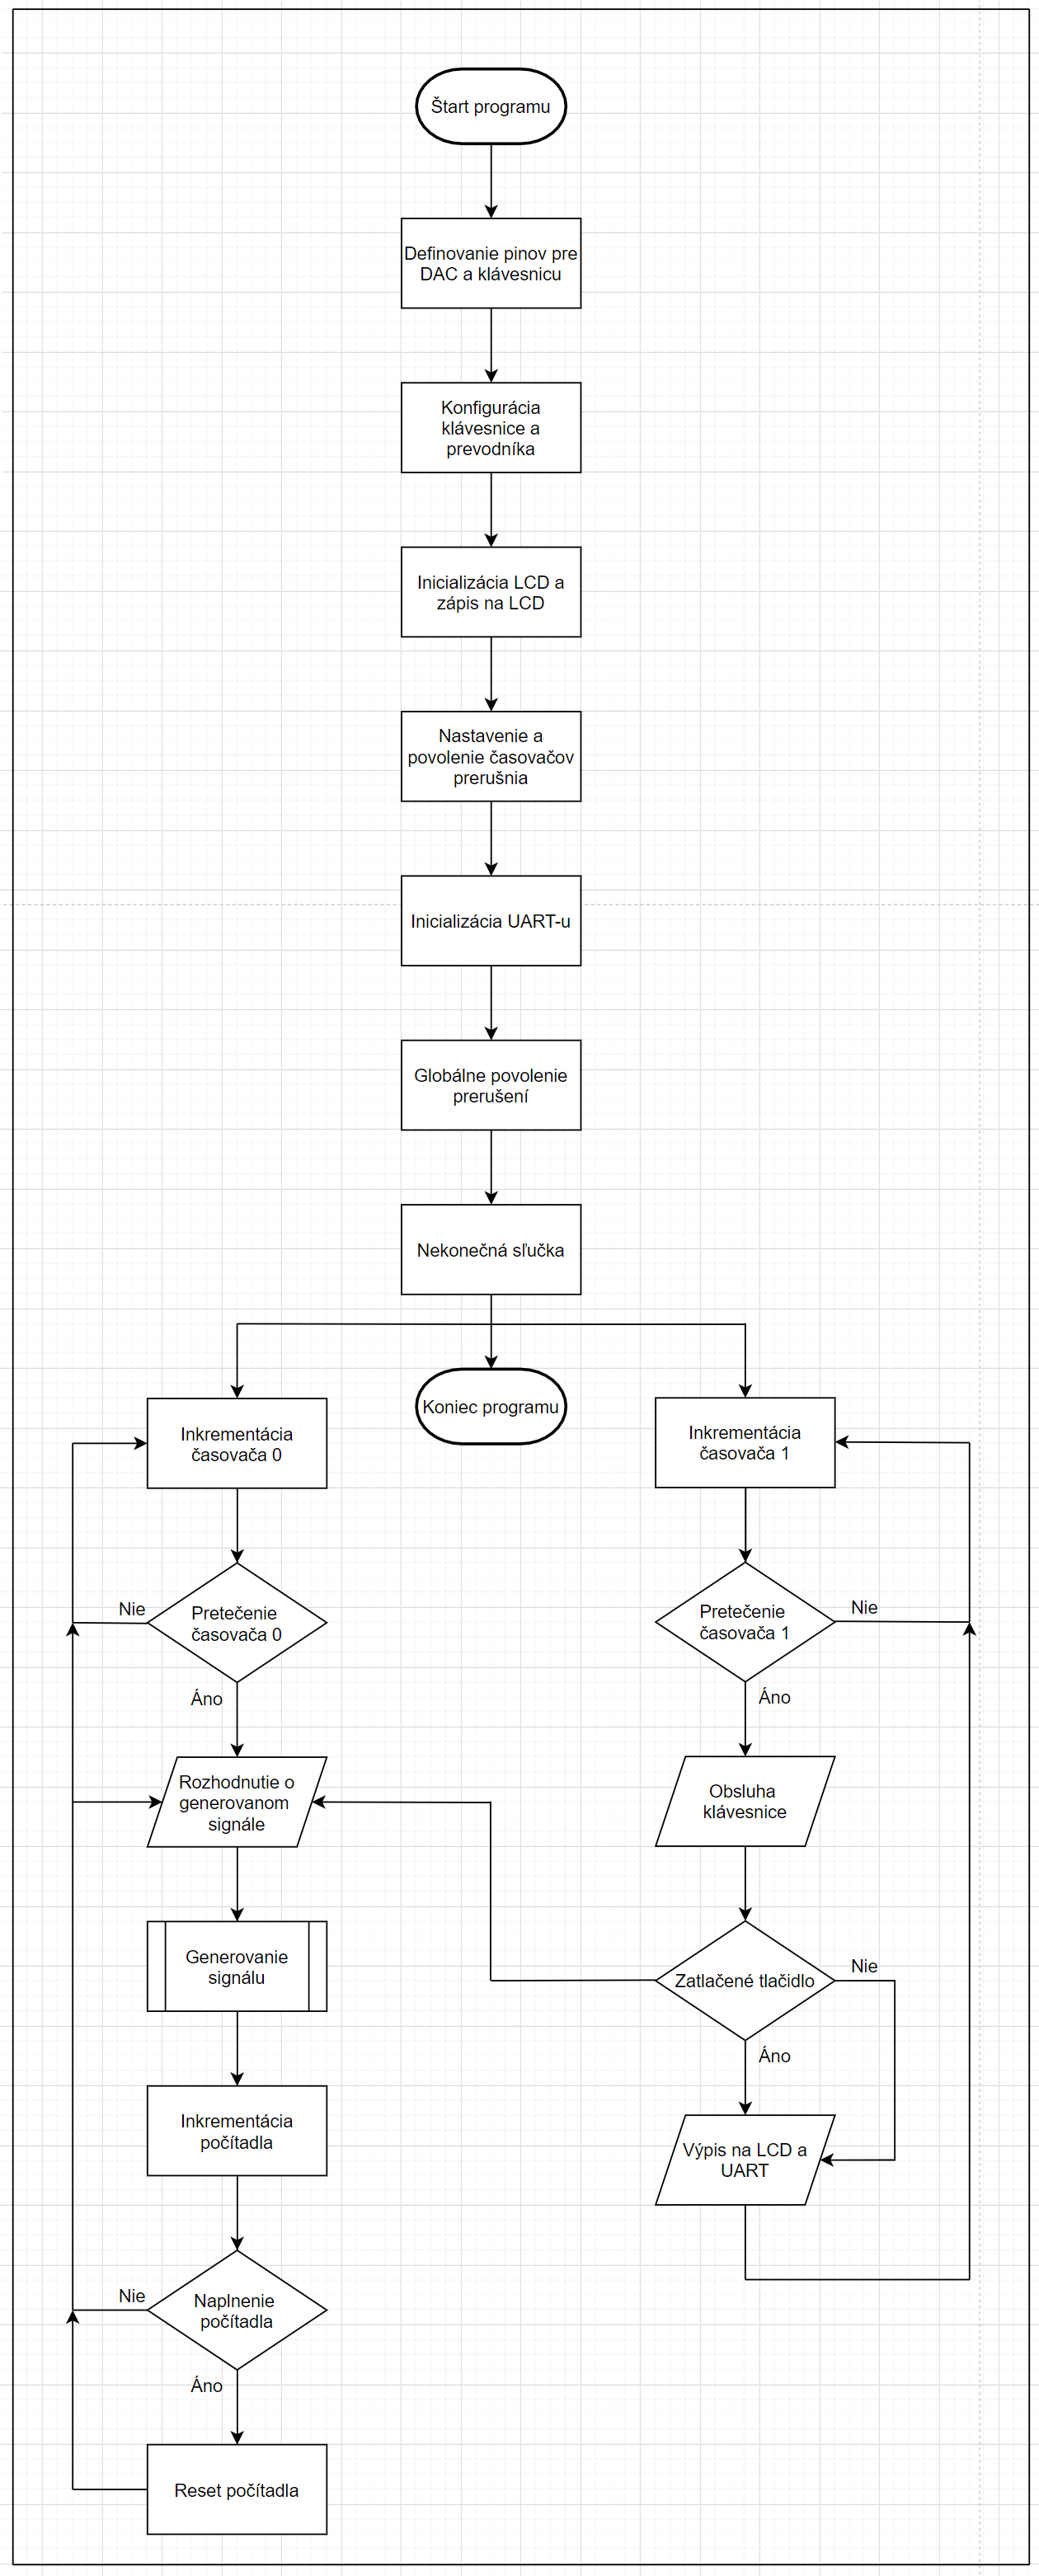 Štart programu
Definovanie pinov pre
DAC a klávesnicu
Konfigurácia
klávesnice a
prevodníka
Inicializácia LCD a
zápis na LCD
Nastavenie a
povolenie časovačov
prerušnia
Inicializácia UART-u
Globálne povolenie
prerušení
Nekonečná sľučka
Koniec programu
Inkrementácia
časovača 0
Pretečenie
časovača 0
Nie
Áno
Rozhodnutie o
generovanom
signále
Generovanie
signálu
Inkrementácia
počítadla
Naplnenie
počítadla
Nie
Áno
Reset počítadla
Inkrementácia
časovača 1
Pretečenie
časovača 1
Nie
Áno
Obsluha
klávesnice
Zatlačené tlačidlo
Nie
Áno
Výpis na LCD a
UART